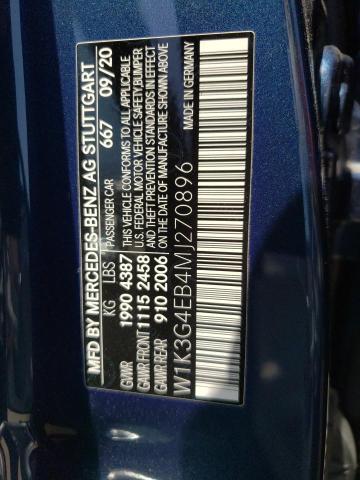 MFD BY MERCEDES-BENZ AG STUTTGART
KG LBS PASSENGER CAR 667 09/20
GVWR 1990 4387 THIS VEHICLE CONFORMS TO ALL APPLICABLE
GAWR FRONT 1115 2458 U.S. FEDERAL MOTOR VEHICLE SAFETY, BUMPER
GAWR REAR 910 2006 AND THEFT PREVENTION STANDARDS IN EFFECT
ON THE DATE OF MANUFACTURE SHOWN ABOVE
MADE IN GERMANY
W1K3G4EB4MJ270896